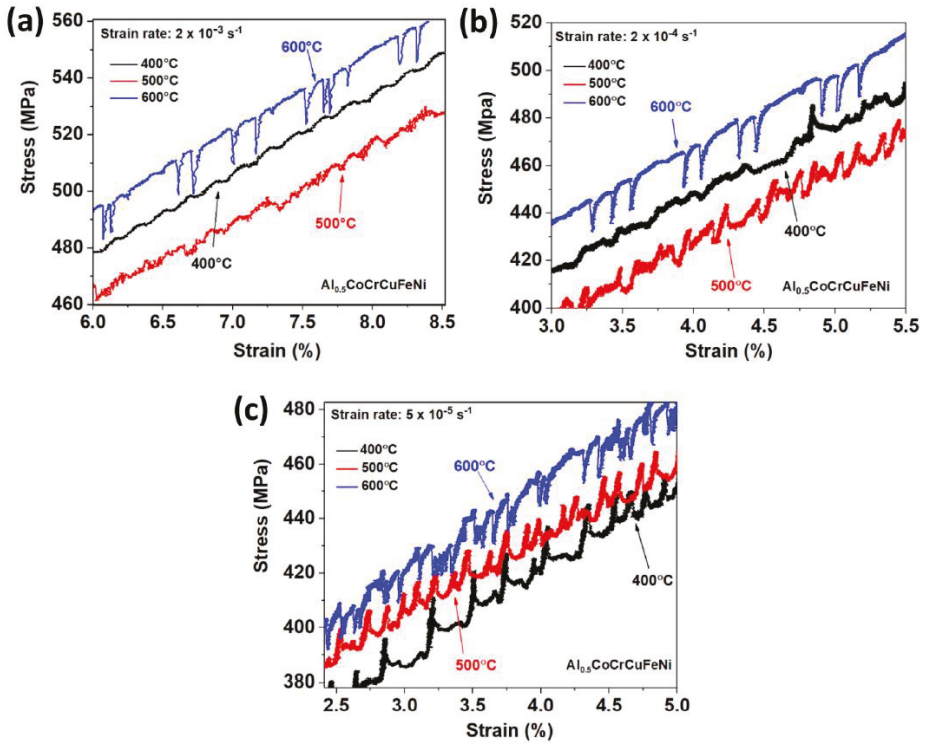 (a)
Strain rate: 2 x 10⁻³ s⁻¹
400°C
500°C
600°C
600°C
400°C
500°C
Al₀.₅CoCrCuFeNi
Stress (MPa)
560
540
520
500
480
460
6.0 6.5 7.0 7.5 8.0 8.5
Strain (%)
(b)
Strain rate: 2 x 10⁻⁴ s⁻¹
400°C
500°C
600°C
600°C
400°C
500°C
Al₀.₅CoCrCuFeNi
Stress (Mpa)
520
500
480
460
440
420
400
3.0 3.5 4.0 4.5 5.0 5.5
Strain (%)
(c)
Strain rate: 5 x 10⁻⁵ s⁻¹
400°C
500°C
600°C
600°C
400°C
500°C
Al₀.₅CoCrCuFeNi
Stress (MPa)
480
460
440
420
400
380
2.5 3.0 3.5 4.0 4.5 5.0
Strain (%)